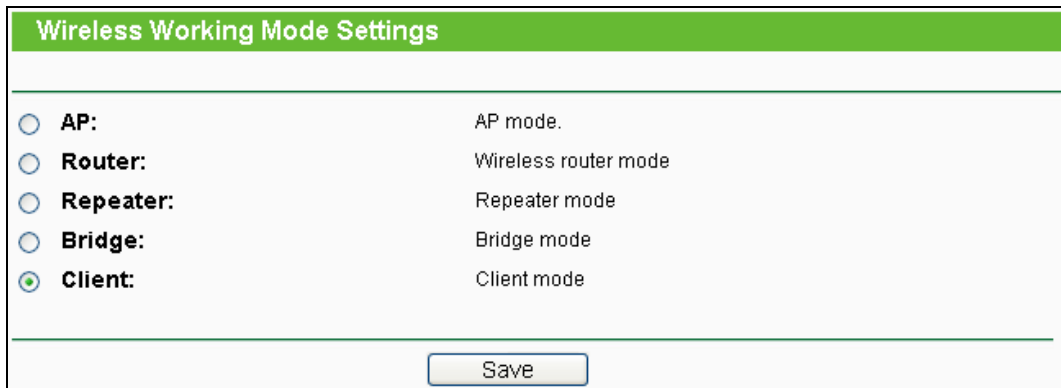 Wireless Working Mode Settings
AP: AP mode.
Router: Wireless router mode
Repeater: Repeater mode
Bridge: Bridge mode
Client: Client mode
Save